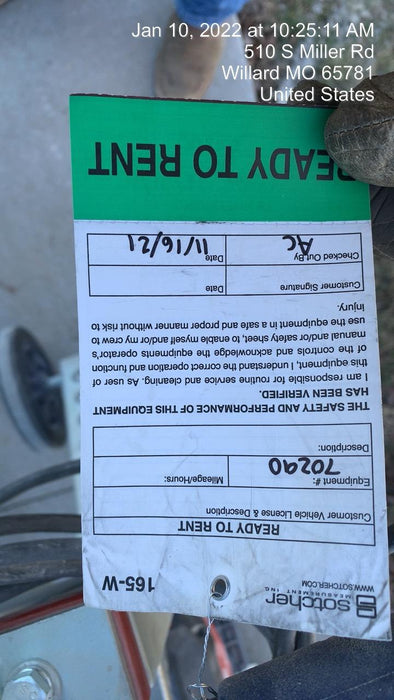 Jan 10, 2022 at 10:25:11 AM
510 S Miller Rd
Willard MO 65781
United States
sotcher
MEASUREMENT INC.
WWW.SOTCHER.COM 165-W
READY TO RENT
Customer Vehicle License & Description
Equipment #: 70290 Mileage/Hours:
Description:
THE SAFETY AND PERFORMANCE OF THIS EQUIPMENT
HAS BEEN VERIFIED.
I am responsible for routine service and cleaning. As user of
this equipment, I understand the correct operation and function
of the controls and acknowledge the equipments operator's
manual and/or safety sheet, to enable myself and/or my crew to
use the equipment in a safe and proper manner without risk to
injury.
Customer Signature Date
Checked Out By AC Date 11/16/21
READY TO RENT